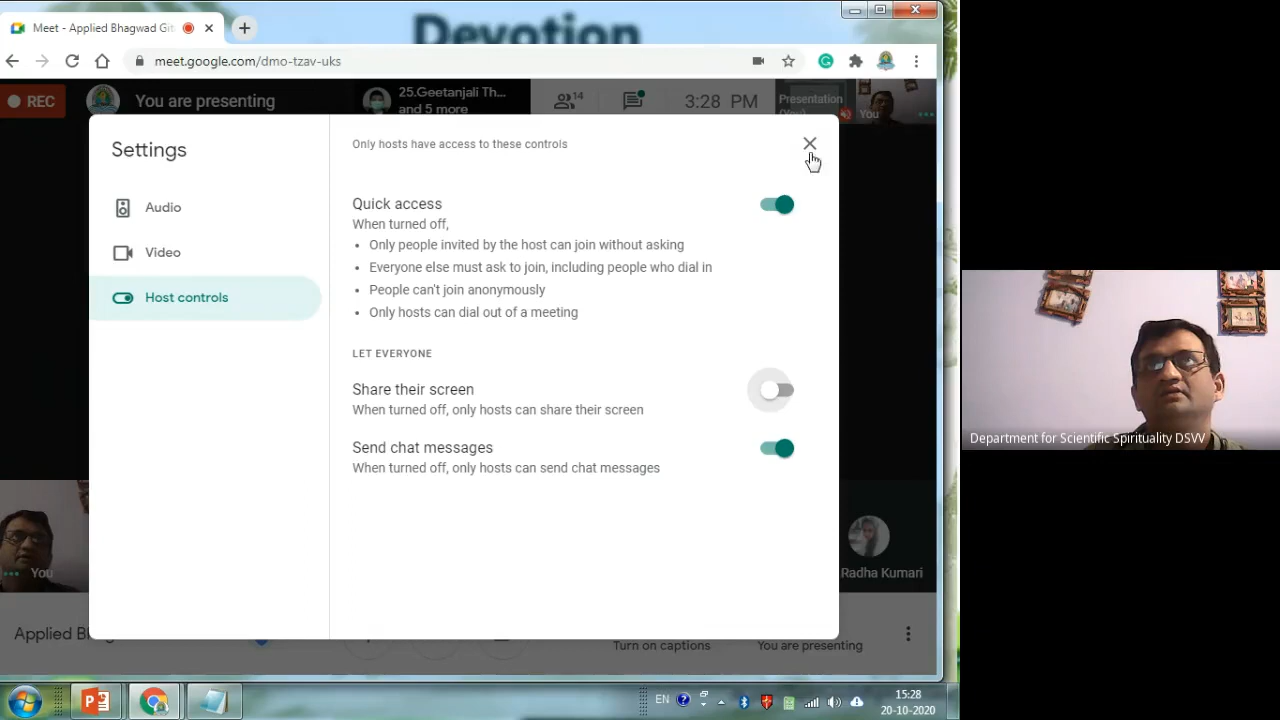 Devotion
Meet - Applied Bhagwad Git
meet.google.com/dmo-tzav-uks
REC
You are presenting
25.Geetanjali Th...
and 5 more
14
3:28 PM
Presentation
(You)
You
Settings
Only hosts have access to these controls
Audio
Video
Host controls
Quick access
When turned off,
• Only people invited by the host can join without asking
• Everyone else must ask to join, including people who dial in
• People can't join anonymously
• Only hosts can dial out of a meeting
LET EVERYONE
Share their screen
When turned off, only hosts can share their screen
Send chat messages
When turned off, only hosts can send chat messages
Department for Scientific Spirituality DSVV
You
Radha Kumari
Applied Bh
Turn on captions
You are presenting
EN
15:28
20-10-2020